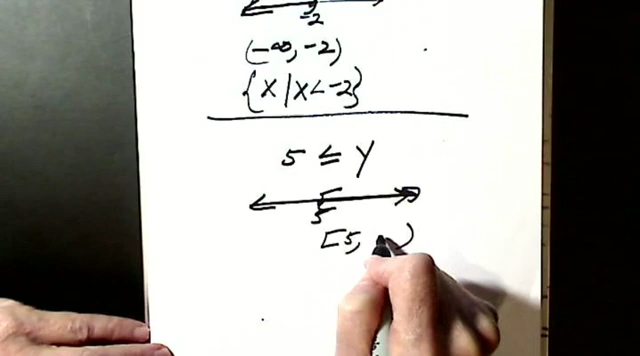 -2
(-∞, -2)
{x | x < -2}
5 ≤ y
5
[5, )